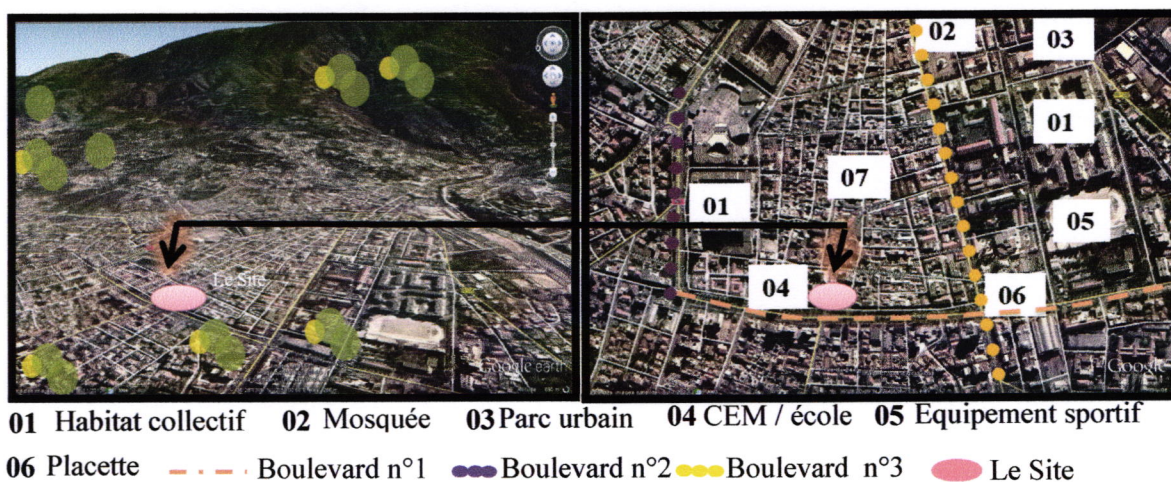 Le Site
Google earth
02
03
01
07
01
05
04
06
Google
01 Habitat collectif 02 Mosquée 03 Parc urbain 04 CEM / école 05 Equipement sportif
06 Placette Boulevard n°1 Boulevard n°2 Boulevard n°3 Le Site